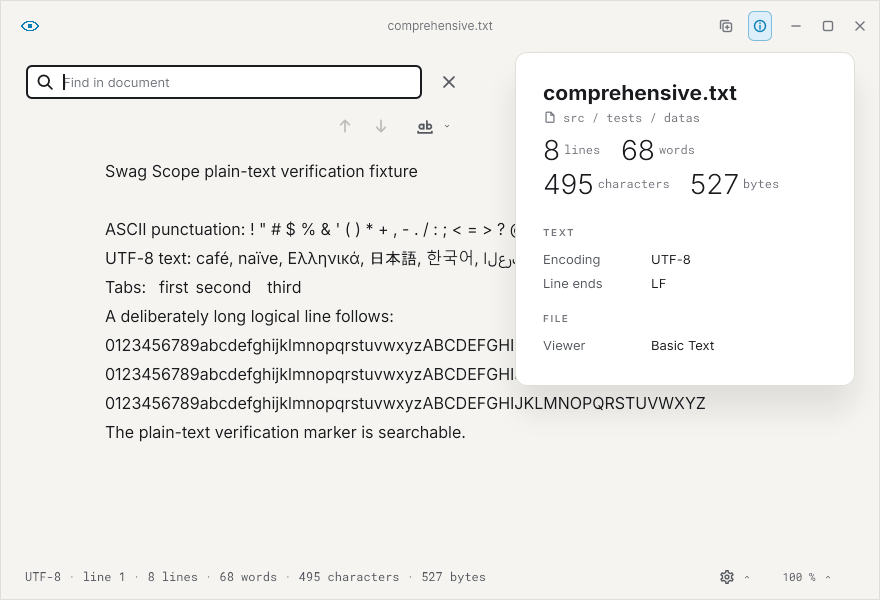 comprehensive.txt
Find in document
ab
comprehensive.txt
src / tests / datas
8 lines 68 words
495 characters 527 bytes
TEXT
Encoding UTF-8
Line ends LF
FILE
Viewer Basic Text
Swag Scope plain-text verification fixture
ASCII punctuation: ! " # $ % & ' ( ) * + , - . / : ; < = > ?
UTF-8 text: café, naïve, Ελληνικά, 日本語, 한국어,
Tabs: first second third
A deliberately long logical line follows:
0123456789abcdefghijklmnopqrstuvwxyzABCDEFGHI
0123456789abcdefghijklmnopqrstuvwxyzABCDEFGHI
0123456789abcdefghijklmnopqrstuvwxyzABCDEFGHIJKLMNOPQRSTUVWXYZ
The plain-text verification marker is searchable.
UTF-8 · line 1 · 8 lines · 68 words · 495 characters · 527 bytes
100 %